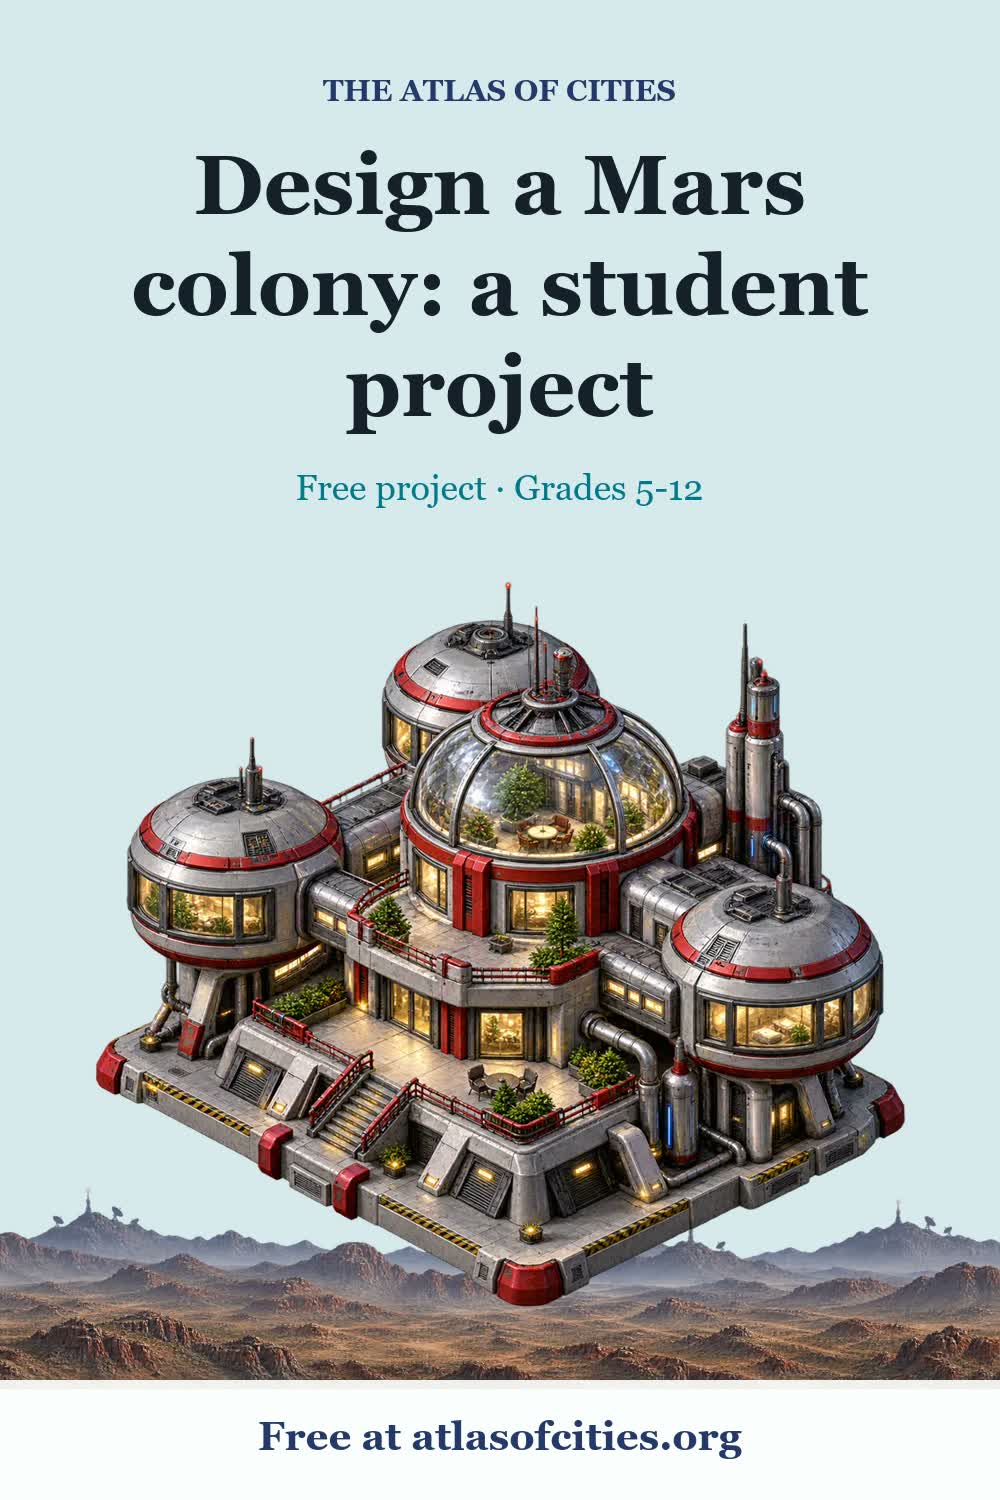 THE ATLAS OF CITIES
Design a Mars
colony: a student
project
Free project · Grades 5-12
Free at atlasofcities.org